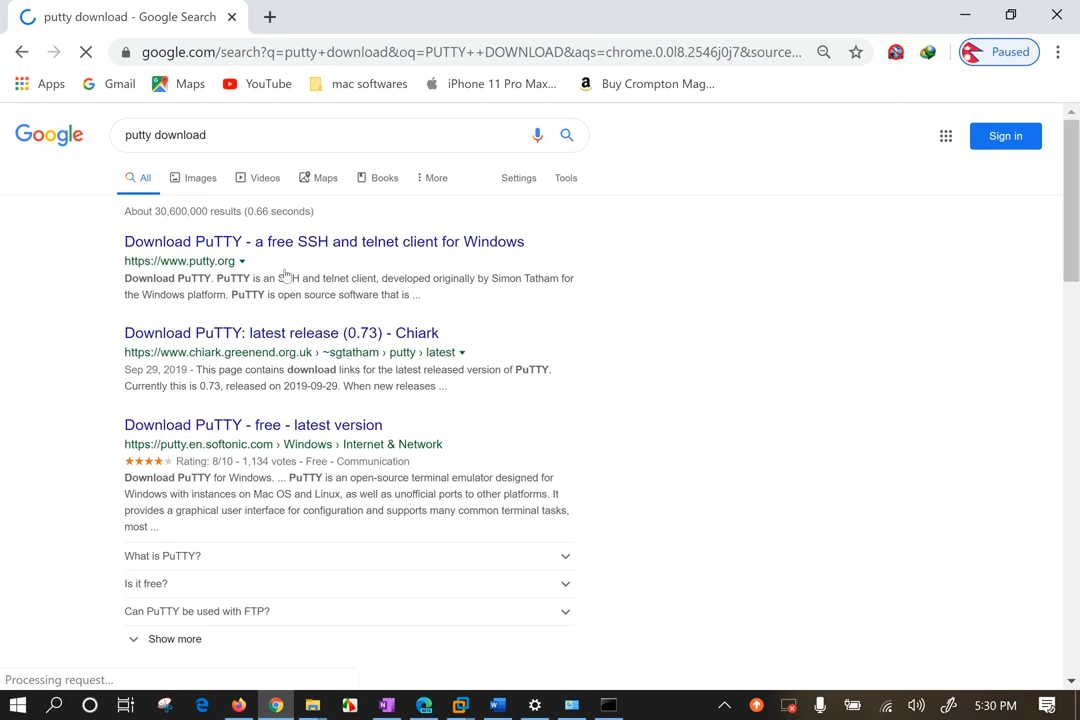 putty download - Google Search
google.com/search?q=putty+download&oq=PUTTY++DOWNLOAD&aqs=chrome.0.0l8.2546j0j7&source...
Paused
Apps
Gmail
Maps
YouTube
mac softwares
iPhone 11 Pro Max...
Buy Crompton Mag...
Google
putty download
Sign in
All
Images
Videos
Maps
Books
More
Settings
Tools
About 30,600,000 results (0.66 seconds)
Download PuTTY - a free SSH and telnet client for Windows
https://www.putty.org
Download PuTTY. PuTTY is an SSH and telnet client, developed originally by Simon Tatham for
the Windows platform. PuTTY is open source software that is ...
Download PuTTY: latest release (0.73) - Chiark
https://www.chiark.greenend.org.uk › ~sgtatham › putty › latest
Sep 29, 2019 - This page contains download links for the latest released version of PuTTY.
Currently this is 0.73, released on 2019-09-29. When new releases ...
Download PuTTY - free - latest version
https://putty.en.softonic.com › Windows › Internet & Network
Rating: 8/10 - 1,134 votes - Free - Communication
Download PuTTY for Windows. ... PuTTY is an open-source terminal emulator designed for
Windows with instances on Mac OS and Linux, as well as unofficial ports to other platforms. It
provides a graphical user interface for configuration and supports many common terminal tasks,
most ...
What is PuTTY?
Is it free?
Can PuTTY be used with FTP?
Show more
Processing request...
5:30 PM